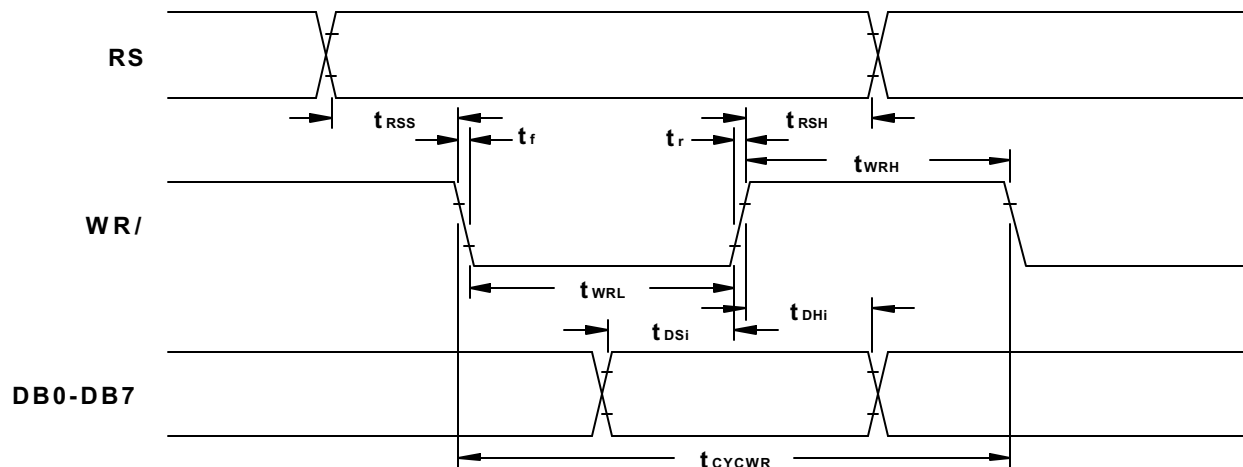 RS
tRSS
tRSH
tf
tr
tWRH
WR/
tWRL
tDHi
tDSi
DB0-DB7
tCYCWR